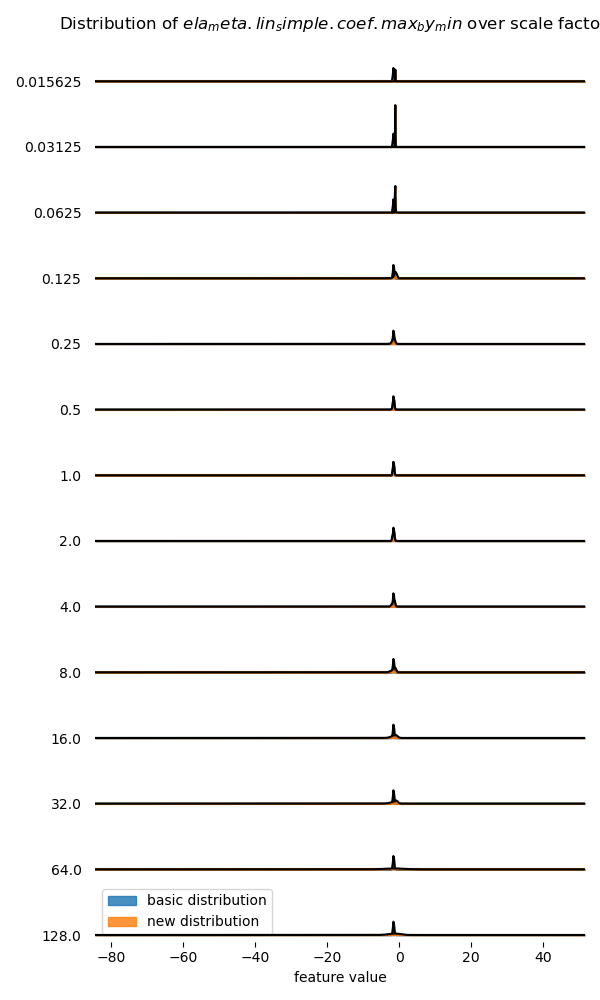 Distribution of ela_meta.lin_simple.coef.max_by_min over scale facto
0.015625
0.03125
0.0625
0.125
0.25
0.5
1.0
2.0
4.0
8.0
16.0
32.0
64.0
128.0
basic distribution
new distribution
−80 −60 −40 −20 0 20 40
feature value